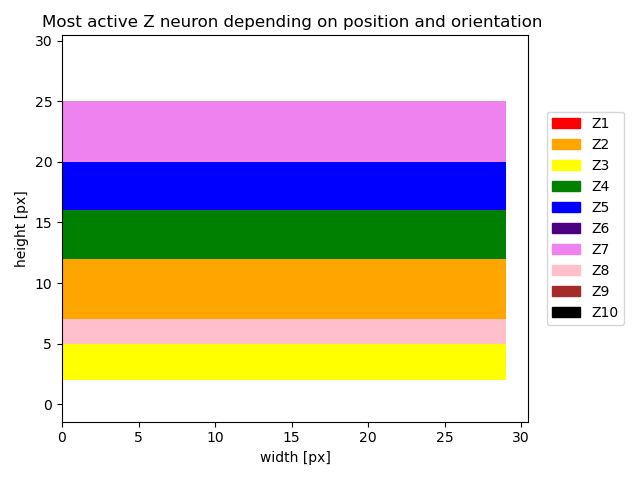 Most active Z neuron depending on position and orientation
30
25
20
15
10
5
0
height [px]
0 5 10 15 20 25 30
width [px]
Z1
Z2
Z3
Z4
Z5
Z6
Z7
Z8
Z9
Z10